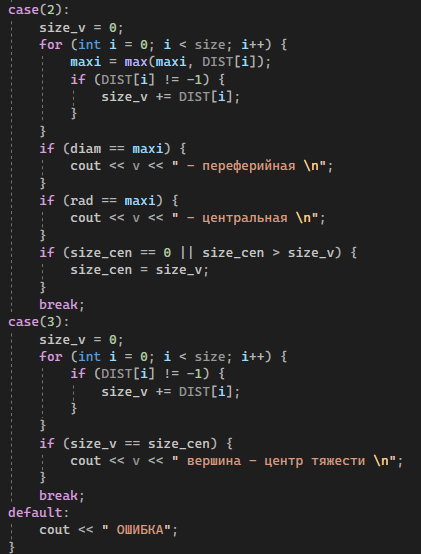 case(2):
    size_v = 0;
    for (int i = 0; i < size; i++) {
        maxi = max(maxi, DIST[i]);
        if (DIST[i] != -1) {
            size_v += DIST[i];
        }
    }
    if (diam == maxi) {
        cout << v << " - переферийная \n";
    }
    if (rad == maxi) {
        cout << v << " - центральная \n";
    }
    if (size_cen == 0 || size_cen > size_v) {
        size_cen = size_v;
    }
    break;
case(3):
    size_v = 0;
    for (int i = 0; i < size; i++) {
        if (DIST[i] != -1) {
            size_v += DIST[i];
        }
    }
    if (size_v == size_cen) {
        cout << v << " вершина - центр тяжести \n";
    }
    break;
default:
    cout << " ОШИБКА";
}